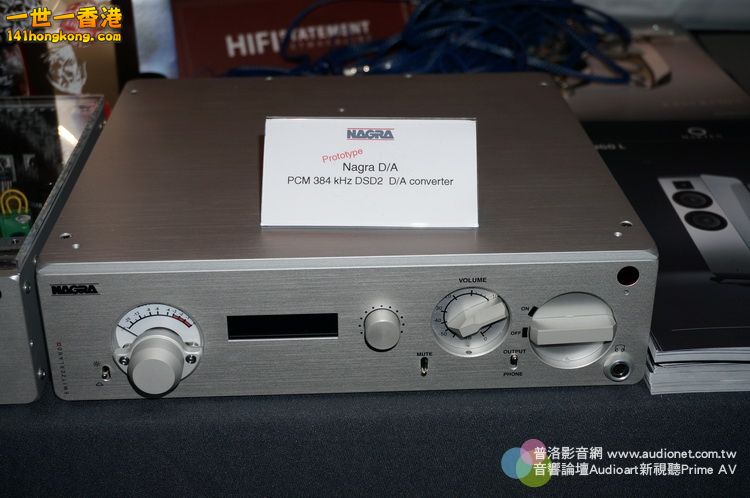 一世一香港
141hongkong.com
HIFISTATEMENT
NAGRA
Prototype
Nagra D/A
PCM 384 kHz DSD2 D/A converter
NAGRA
SWITZERLAND
VOLUME
ON
OFF
MUTE
OUTPUT
PHONE
普洛影音網 www.audionet.com.tw
音響論壇Audioart新視聽Prime AV